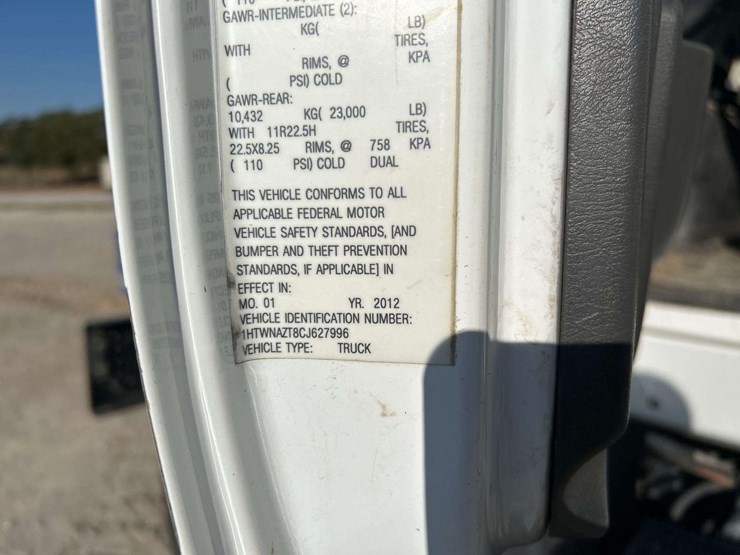 GAWR-INTERMEDIATE (2):
KG( LB)
WITH TIRES,
RIMS, @ KPA
( PSI) COLD
GAWR-REAR:
10,432 KG( 23,000 LB)
WITH 11R22.5H TIRES,
22.5X8.25 RIMS, @ 758 KPA
( 110 PSI) COLD DUAL
THIS VEHICLE CONFORMS TO ALL
APPLICABLE FEDERAL MOTOR
VEHICLE SAFETY STANDARDS, [AND
BUMPER AND THEFT PREVENTION
STANDARDS, IF APPLICABLE] IN
EFFECT IN:
MO. 01 YR. 2012
VEHICLE IDENTIFICATION NUMBER:
1HTWNAZT8CJ627996
VEHICLE TYPE: TRUCK